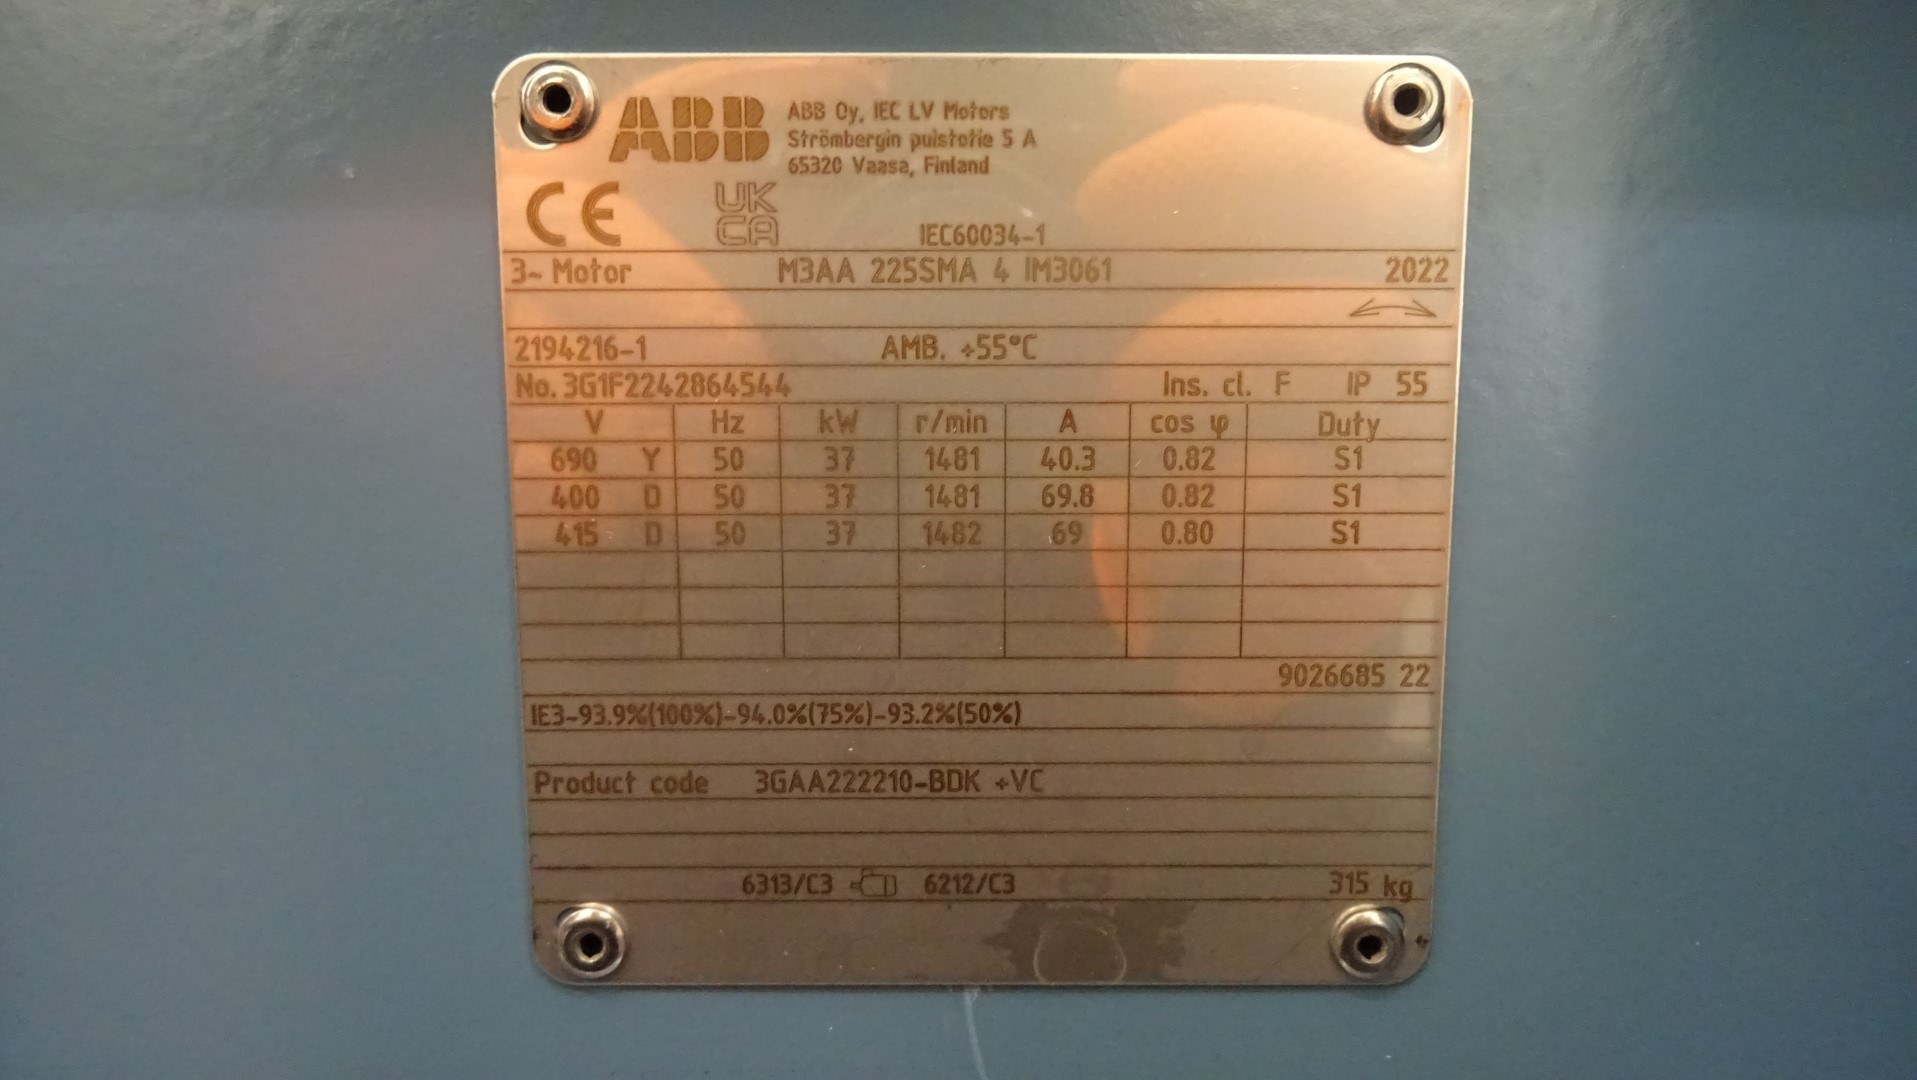 ABB
ABB Oy, IEC LV Motors
Strömbergin puistotie 5 A
65320 Vaasa, Finland
CE UK CA IEC60034-1
3~ Motor M3AA 225SMA 4 IM3061 2022
2194216-1 AMB. +55°C
No. 3G1F2242864544 Ins. cl. F IP 55
V Hz kW r/min A cos φ Duty
690 Y 50 37 1481 40.3 0.82 S1
400 D 50 37 1481 69.8 0.82 S1
415 D 50 37 1482 69 0.80 S1
9026685 22
IE3-93.9%(100%)-94.0%(75%)-93.2%(50%)
Product code 3GAA222210-BDK +VC
6313/C3 6212/C3 315 kg